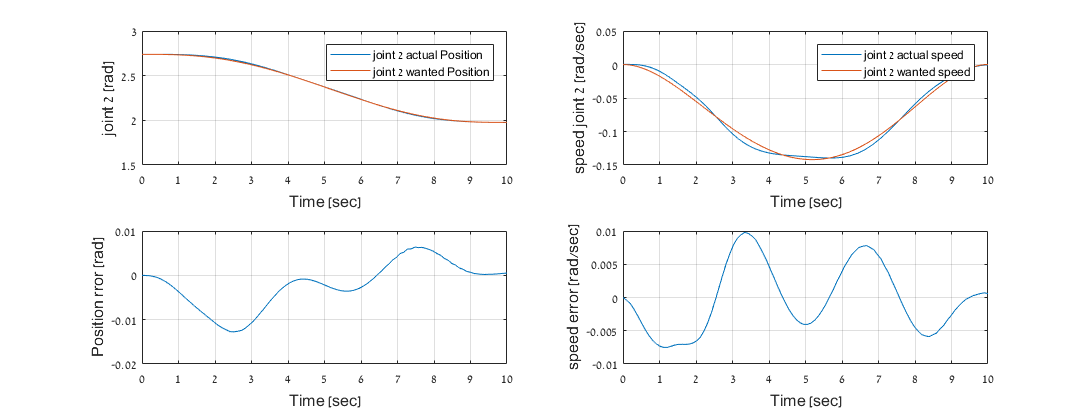 3
2.5
2
1.5
joint 2 [rad]
joint 2 actual Position
joint 2 wanted Position
0 1 2 3 4 5 6 7 8 9 10
Time [sec]
0.05
0
-0.05
-0.1
-0.15
speed joint 2 [rad/sec]
joint 2 actual speed
joint 2 wanted speed
0 1 2 3 4 5 6 7 8 9 10
Time [sec]
0.01
0
-0.01
-0.02
Position rror [rad]
0 1 2 3 4 5 6 7 8 9 10
Time [sec]
0.01
0.005
0
-0.005
-0.01
speed error [rad/sec]
0 1 2 3 4 5 6 7 8 9 10
Time [sec]